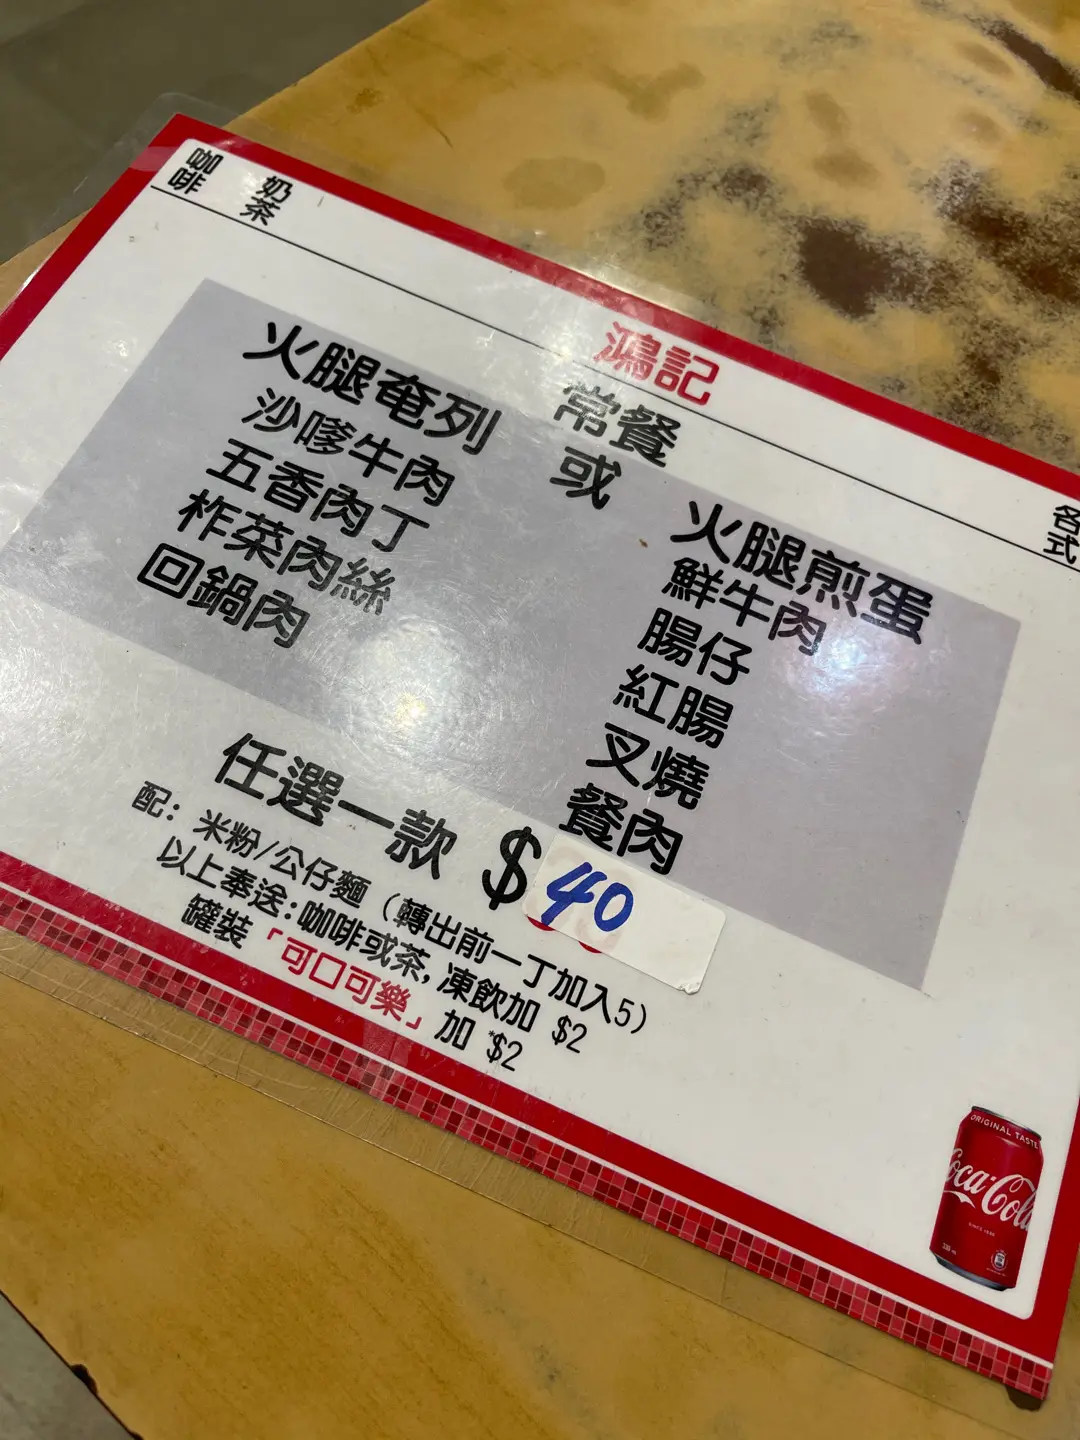 咖啡
奶茶
各式
鴻記
常餐
火腿奄列
或
火腿煎蛋
沙嗲牛肉
五香肉丁
柞菜肉絲
回鍋肉
鮮牛肉
腸仔
紅腸
叉燒
餐肉
任選一款 $40
配: 米粉/公仔麵 (轉出前一丁加入5)
以上奉送: 咖啡或茶, 凍飲加 $2
罐裝「可口可樂」加 $2
ORIGINAL TASTE
Coca-Cola